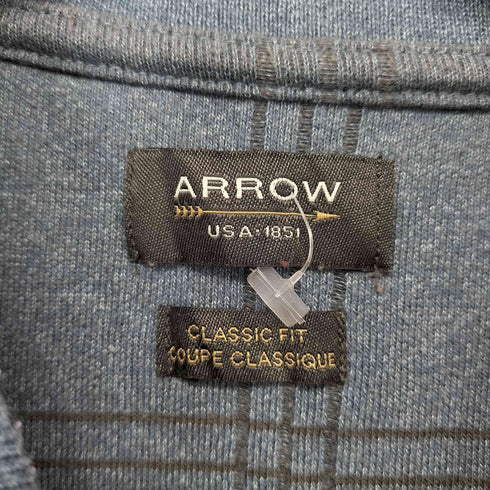 ARROW
USA·1851
CLASSIC FIT
COUPE CLASSIQUE